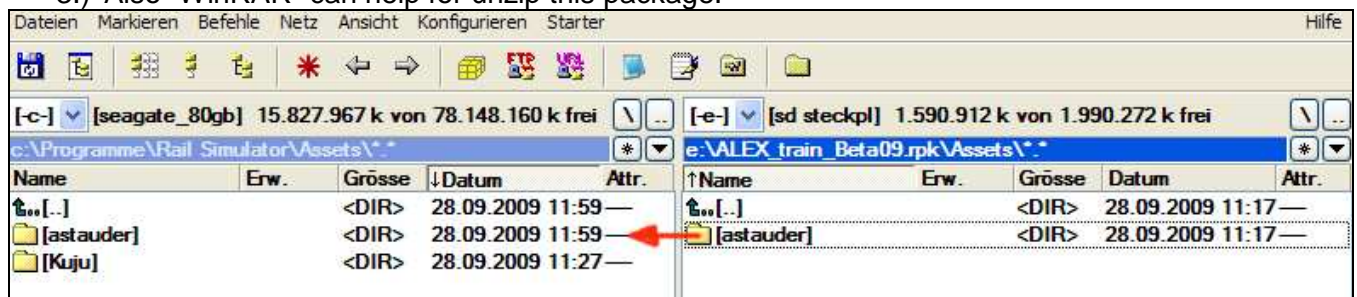 Dateien Markieren Befehle Netz Ansicht Konfigurieren Starter Hilfe
FTP URL
[-c-] [seagate_80gb] 15.827.967 k von 78.148.160 k frei \ .. [-e-] [sd steckpl] 1.590.912 k von 1.990.272 k frei \ ..
c:\Programme\Rail Simulator\Assets\*.* * e:\ALEX_train_Beta09.rpk\Assets\*.* *
Name Erw. Grösse ↓Datum Attr. ↑Name Erw. Grösse Datum Attr.
[..] <DIR> 28.09.2009 11:59 — [..] <DIR> 28.09.2009 11:17 —
[astauder] <DIR> 28.09.2009 11:59 — [astauder] <DIR> 28.09.2009 11:17 —
[Kuju] <DIR> 28.09.2009 11:27 —